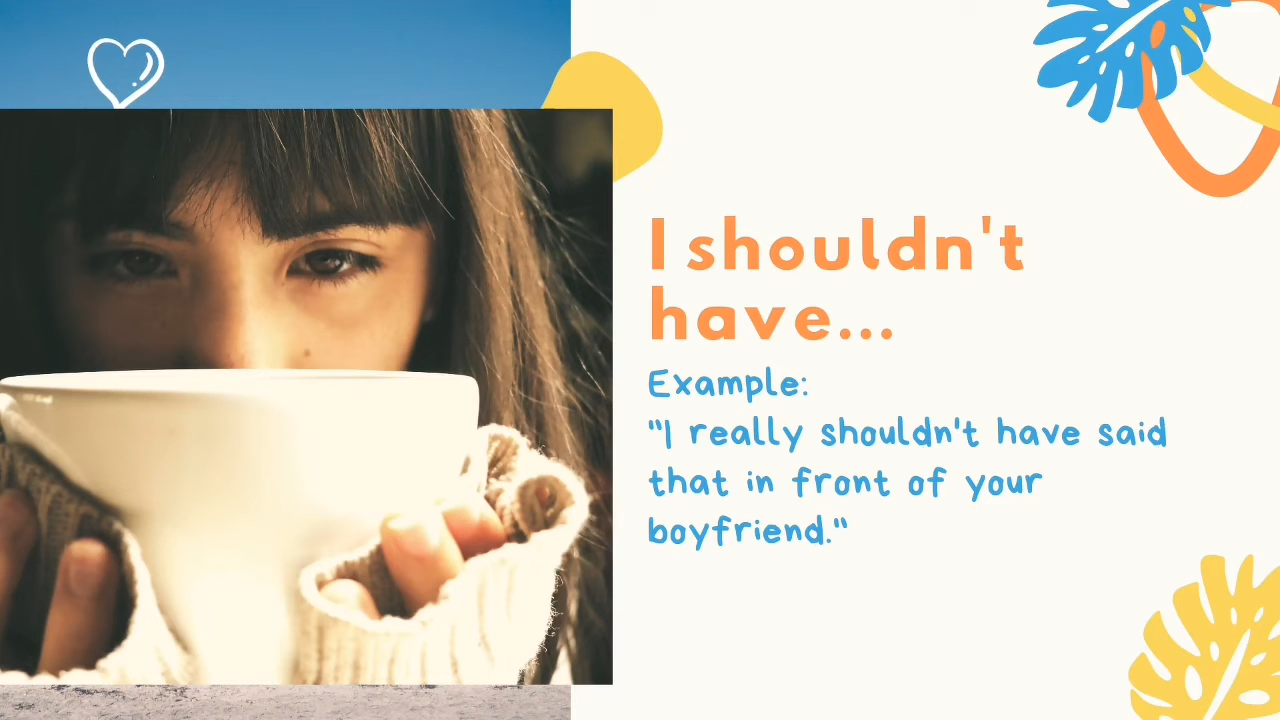 I shouldn't
have...
Example:
"I really shouldn't have said
that in front of your
boyfriend."